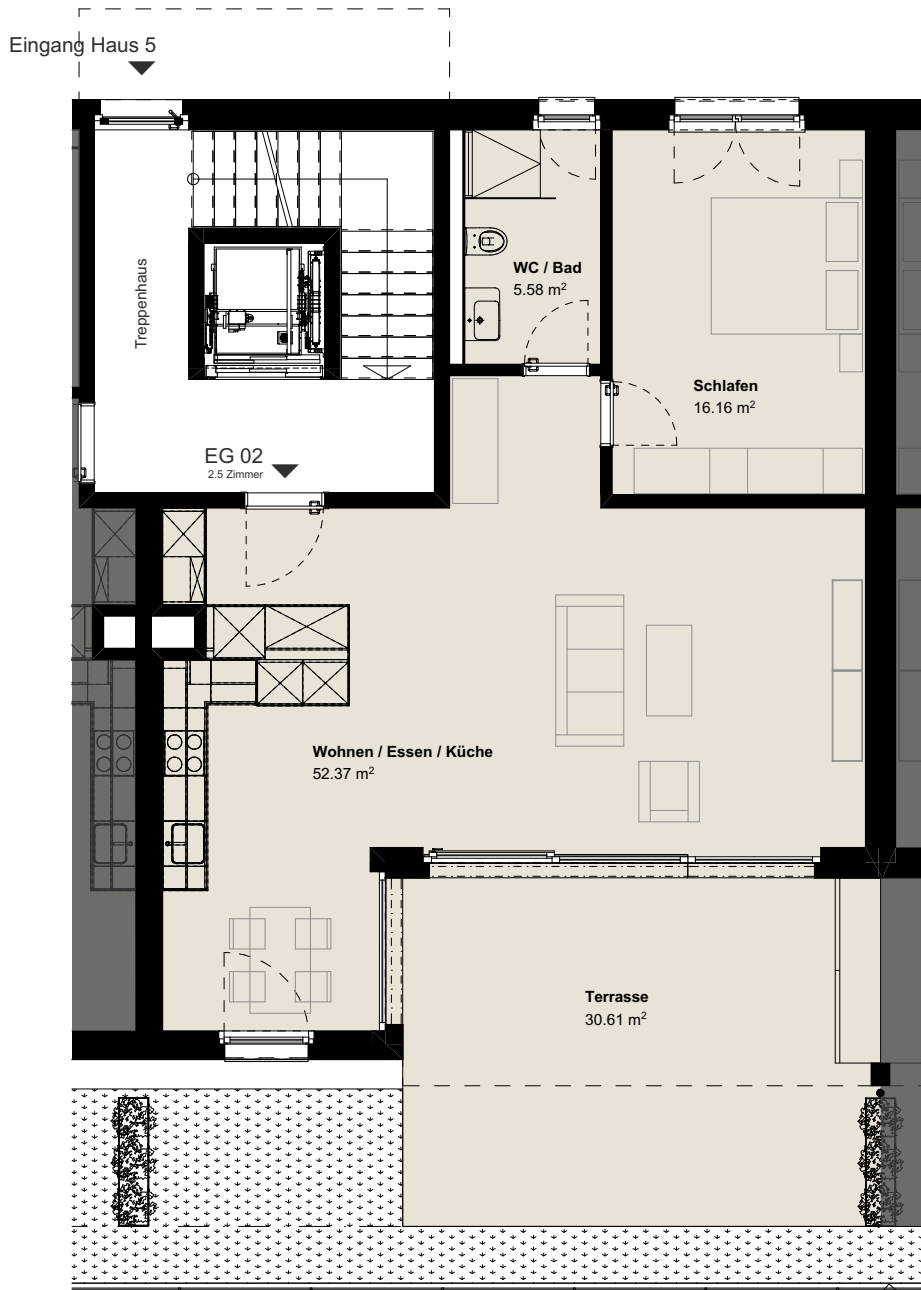 Eingang Haus 5
Treppenhaus
WC / Bad
5.58 m²
Schlafen
16.16 m²
EG 02
2.5 Zimmer
Wohnen / Essen / Küche
52.37 m²
Terrasse
30.61 m²